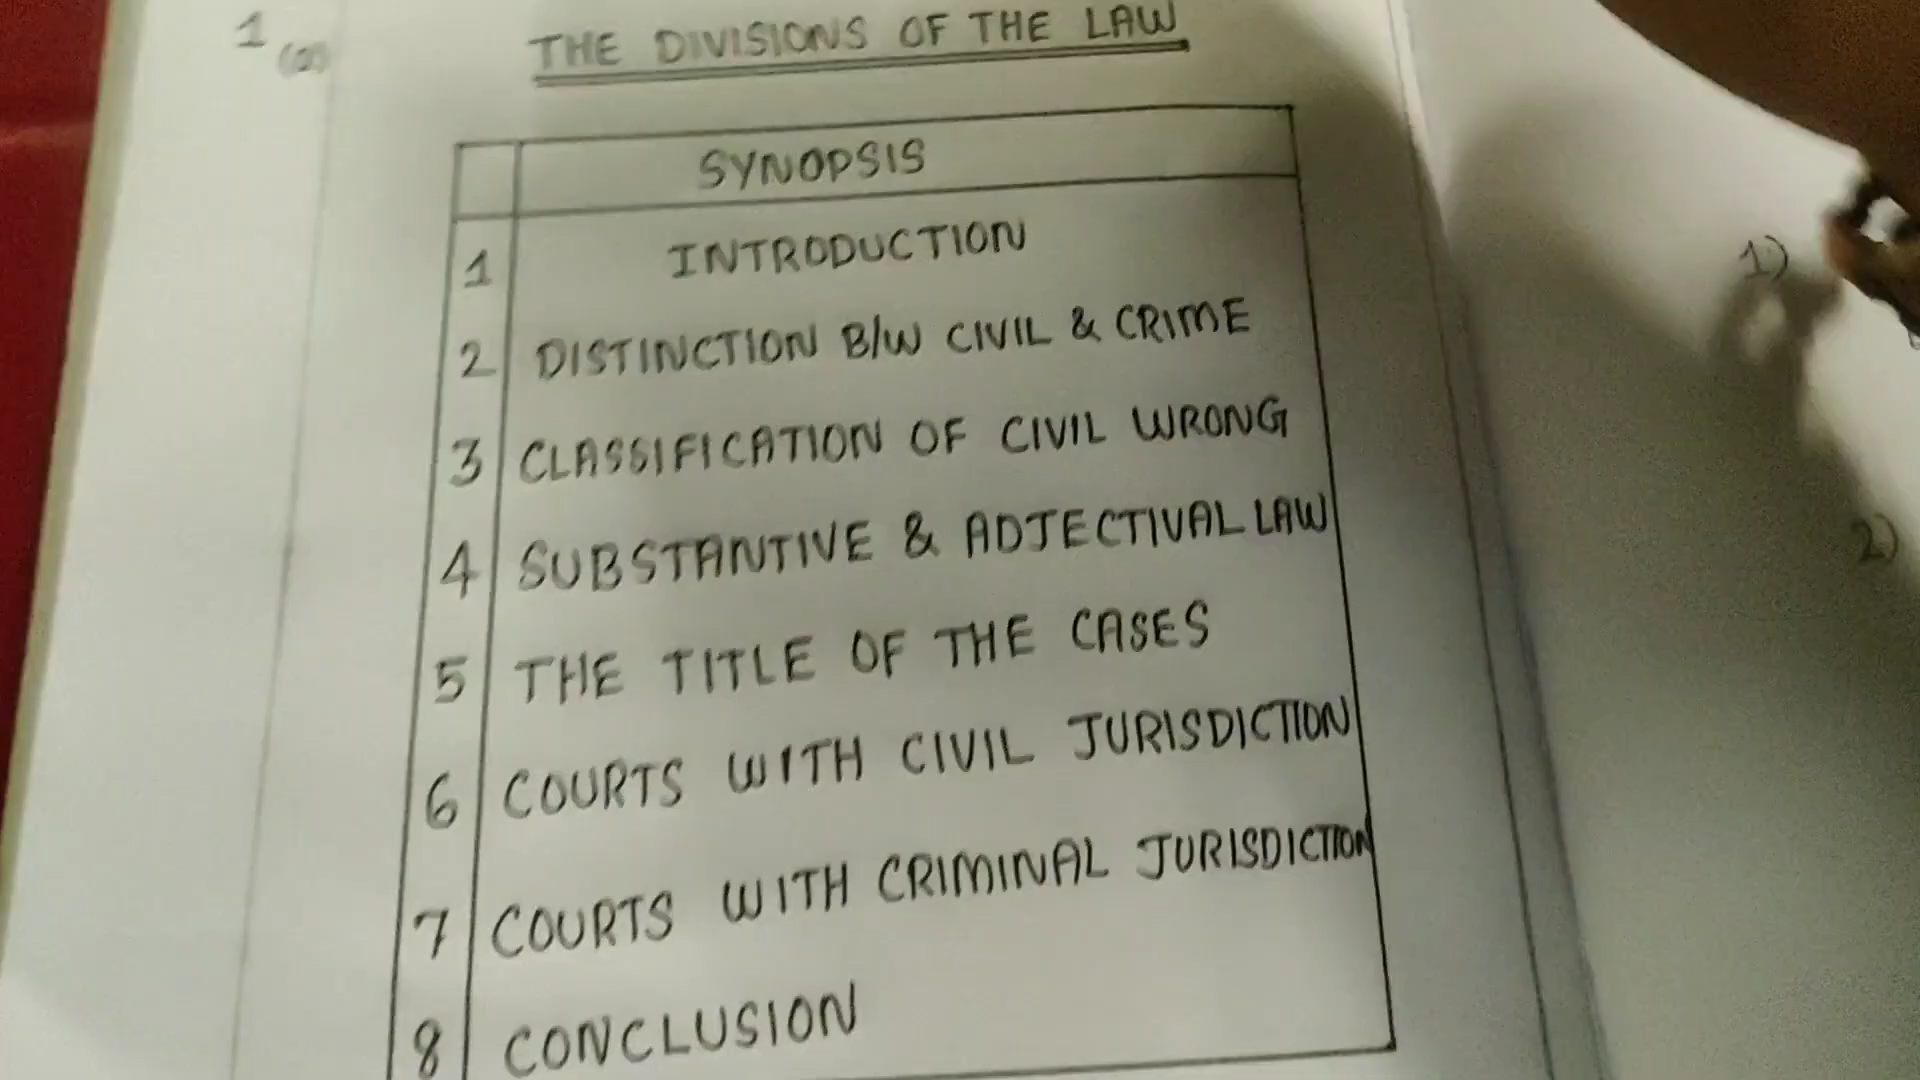 1
(a)
THE DIVISIONS OF THE LAW
SYNOPSIS
1 INTRODUCTION
2 DISTINCTION B/W CIVIL & CRIME
3 CLASSIFICATION OF CIVIL WRONG
4 SUBSTANTIVE & ADJECTIVAL LAW
5 THE TITLE OF THE CASES
6 COURTS WITH CIVIL JURISDICTION
7 COURTS WITH CRIMINAL JURISDICTION
8 CONCLUSION
1)
2)